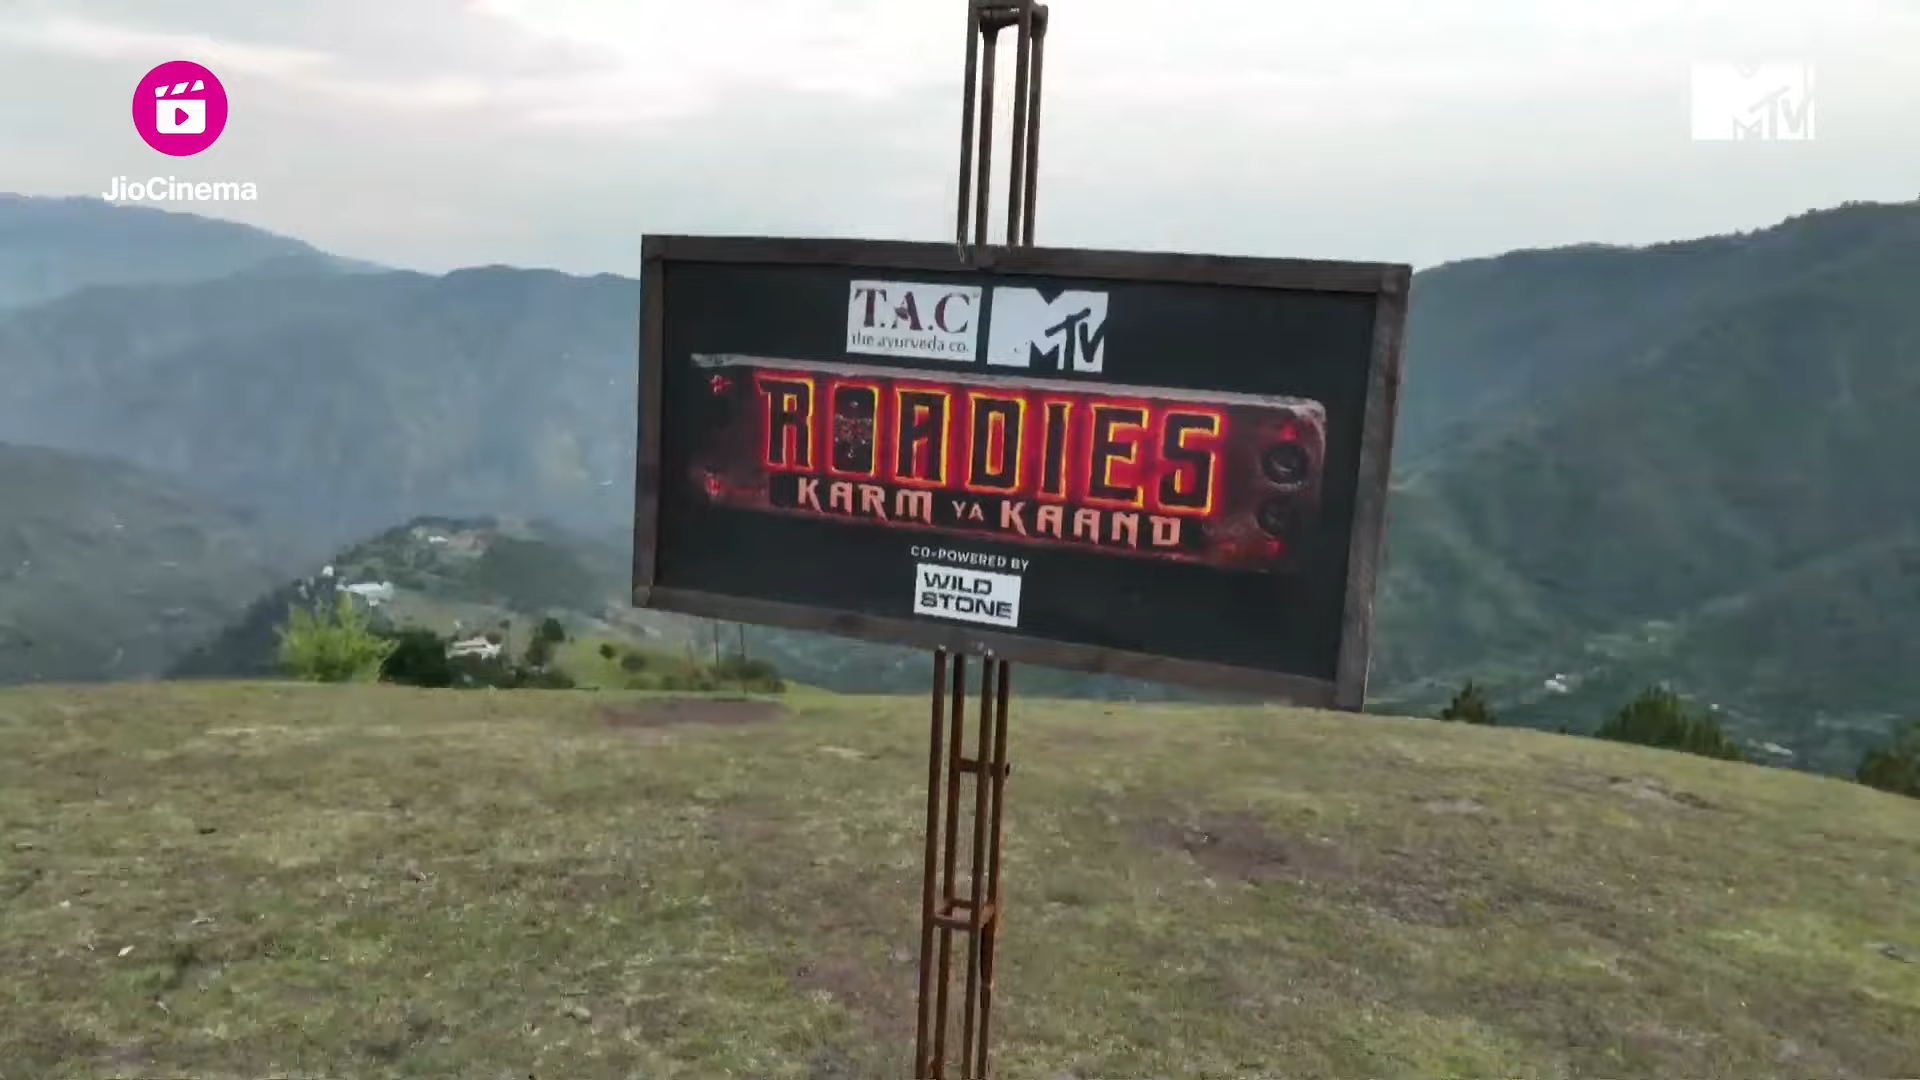 JioCinema
MTV
T.A.C
the ayurveda co.
MTV
ROADIES
KARM YA KAAND
CO-POWERED BY
WILD
STONE